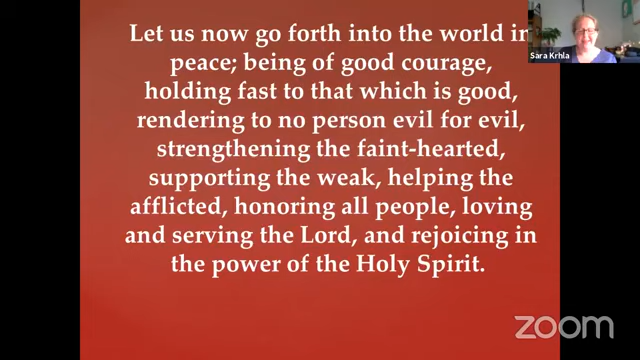 Let us now go forth into the world in
peace; being of good courage,
holding fast to that which is good,
rendering to no person evil for evil,
strengthening the faint-hearted,
supporting the weak, helping the
afflicted, honoring all people, loving
and serving the Lord, and rejoicing in
the power of the Holy Spirit.
Sara Krhla
zoom